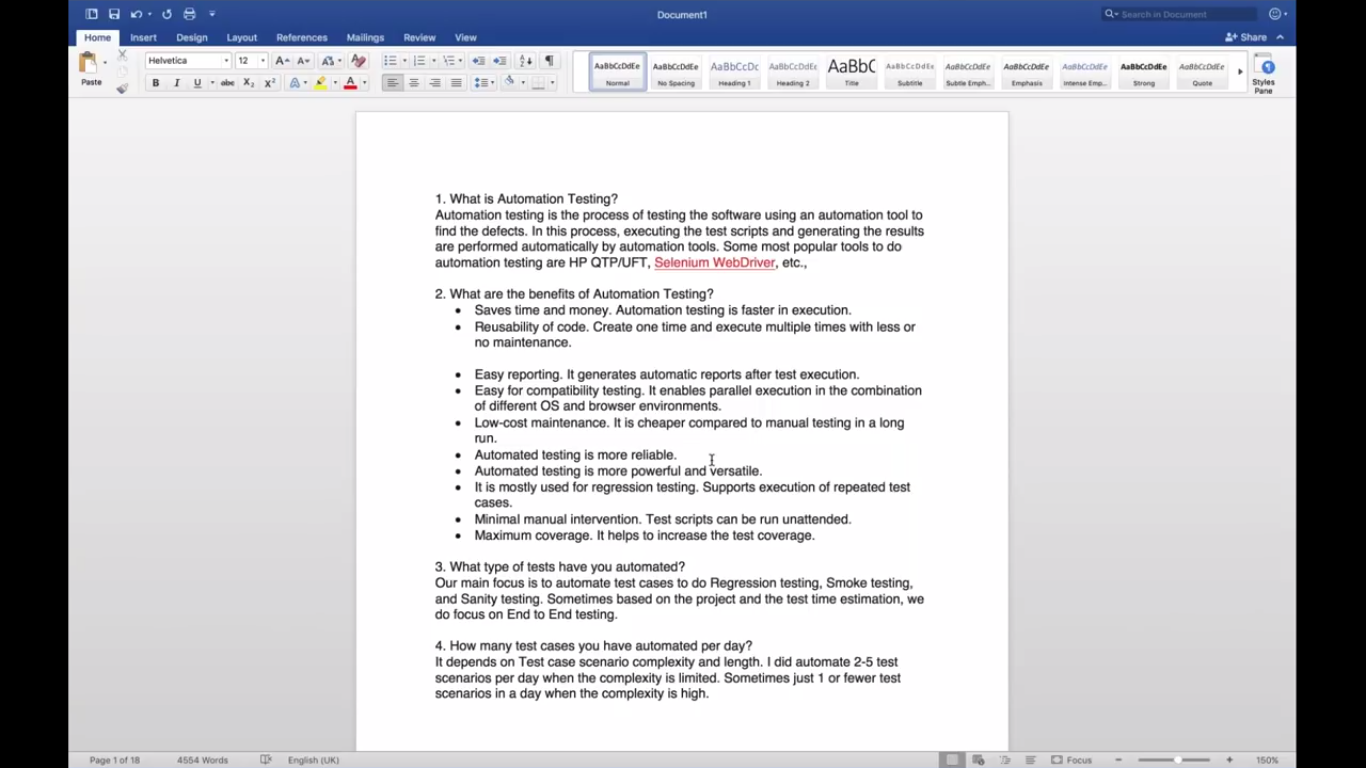 Document1
Search in Document
Home Insert Design Layout References Mailings Review View
Share
Paste
Helvetica 12
B I U abc X₂ X²
AaBbCcDdEe AaBbCcDdEe AaBbCcDc AaBbCcDdEe AaBbC AaBbCcDdEe AaBbCcDdEe AaBbCcDdEe AaBbCcDdEe AaBbCcDdEe AaBbCcDdEe
Normal No Spacing Heading 1 Heading 2 Title Subtitle Subtle Emph... Emphasis Intense Emp... Strong Quote
Styles
Pane
1. What is Automation Testing?
Automation testing is the process of testing the software using an automation tool to
find the defects. In this process, executing the test scripts and generating the results
are performed automatically by automation tools. Some most popular tools to do
automation testing are HP QTP/UFT, Selenium WebDriver, etc.,
2. What are the benefits of Automation Testing?
• Saves time and money. Automation testing is faster in execution.
• Reusability of code. Create one time and execute multiple times with less or
no maintenance.
• Easy reporting. It generates automatic reports after test execution.
• Easy for compatibility testing. It enables parallel execution in the combination
of different OS and browser environments.
• Low-cost maintenance. It is cheaper compared to manual testing in a long
run.
• Automated testing is more reliable.
• Automated testing is more powerful and versatile.
• It is mostly used for regression testing. Supports execution of repeated test
cases.
• Minimal manual intervention. Test scripts can be run unattended.
• Maximum coverage. It helps to increase the test coverage.
3. What type of tests have you automated?
Our main focus is to automate test cases to do Regression testing, Smoke testing,
and Sanity testing. Sometimes based on the project and the test time estimation, we
do focus on End to End testing.
4. How many test cases you have automated per day?
It depends on Test case scenario complexity and length. I did automate 2-5 test
scenarios per day when the complexity is limited. Sometimes just 1 or fewer test
scenarios in a day when the complexity is high.
Page 1 of 18 4554 Words English (UK) Focus 150%